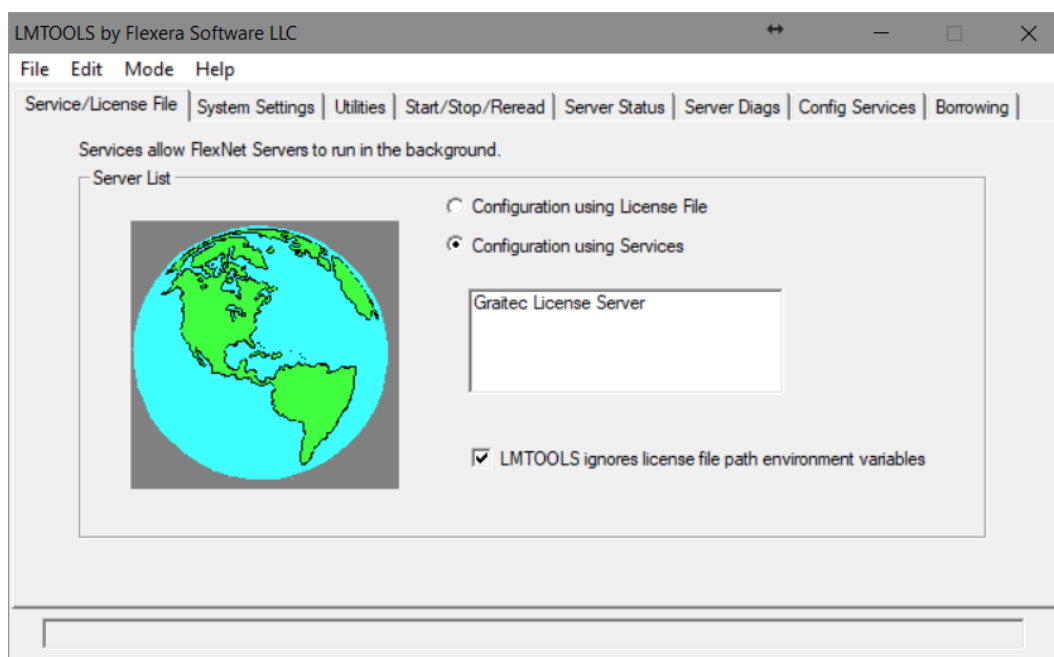 LMTOOLS by Flexera Software LLC
File Edit Mode Help
Service/License File System Settings Utilities Start/Stop/Reread Server Status Server Diags Config Services Borrowing
Services allow FlexNet Servers to run in the background.
Server List
Configuration using License File
Configuration using Services
Graitec License Server
LMTOOLS ignores license file path environment variables